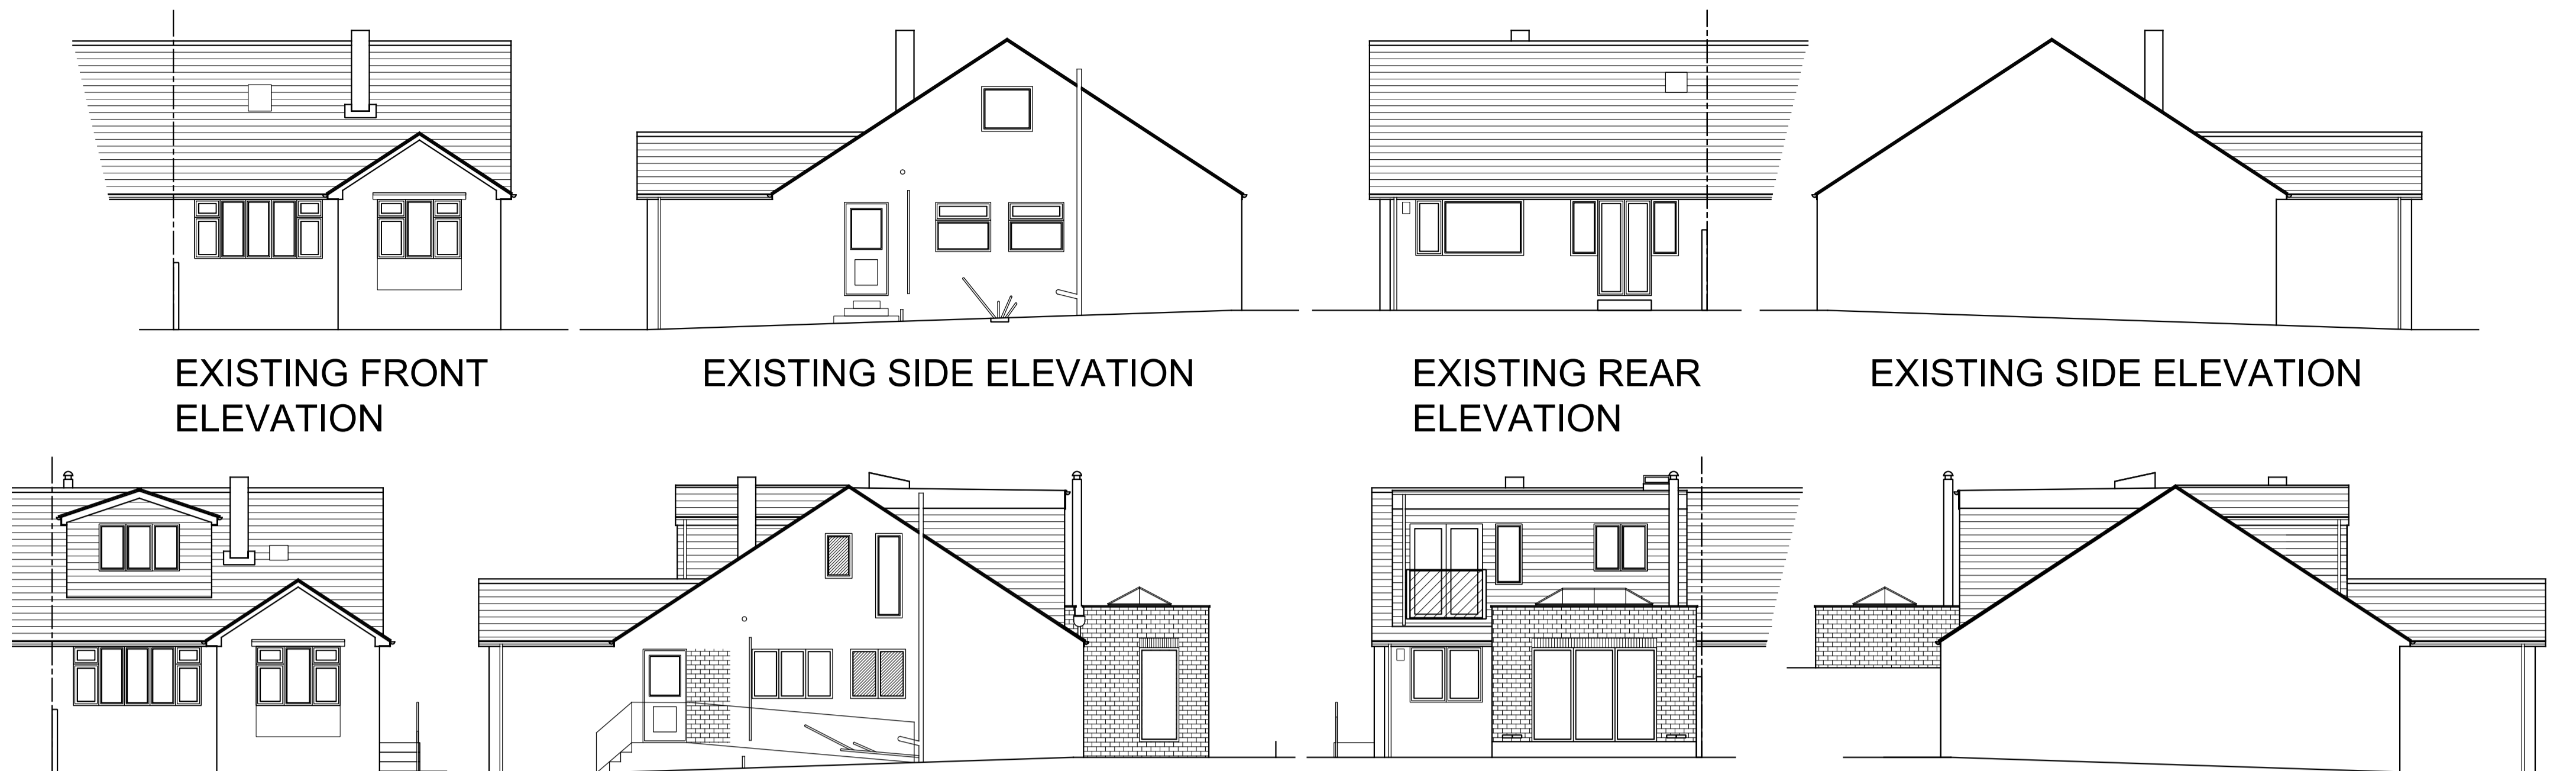 EXISTING FRONT
ELEVATION
EXISTING SIDE ELEVATION
EXISTING REAR
ELEVATION
EXISTING SIDE ELEVATION